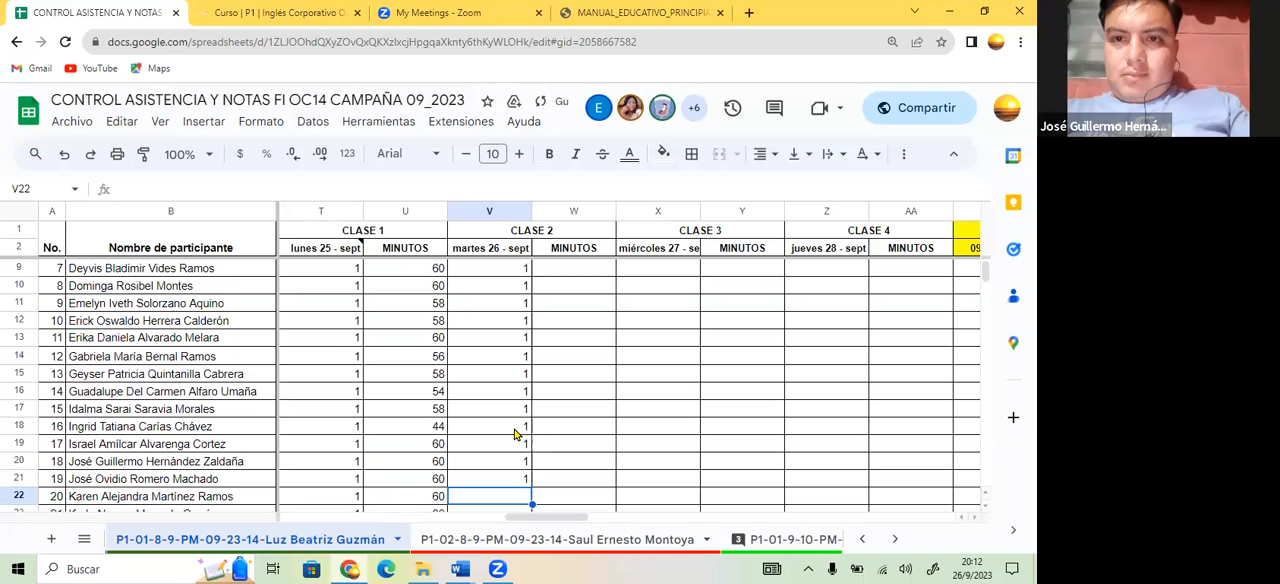 CONTROL ASISTENCIA Y NOTAS
Curso | P1 | Inglés Corporativo C
My Meetings - Zoom
MANUAL_EDUCATIVO_PRINCIPIA
docs.google.com/spreadsheets/d/1ZLJOOhdQXyZOvQxQKXzlxcjHpgqaXknty6thKyWLOHk/edit#gid=2058667582
Gmail YouTube Maps
CONTROL ASISTENCIA Y NOTAS FI OC14 CAMPAÑA 09_2023 Gu
E +6 Compartir
Archivo Editar Ver Insertar Formato Datos Herramientas Extensiones Ayuda
100% $ % .0 .00 123 Arial 10 B I A
V22 fx
A B T U V W X Y Z AA
1 CLASE 1 CLASE 2 CLASE 3 CLASE 4
2 No. Nombre de participante lunes 25 - sept MINUTOS martes 26 - sept MINUTOS miércoles 27 - se MINUTOS jueves 28 - sept MINUTOS 09
9 7 Deyvis Bladimir Vides Ramos 1 60 1
10 8 Dominga Rosibel Montes 1 60 1
11 9 Emelyn Iveth Solorzano Aquino 1 58 1
12 10 Erick Oswaldo Herrera Calderón 1 58 1
13 11 Erika Daniela Alvarado Melara 1 60 1
14 12 Gabriela María Bernal Ramos 1 56 1
15 13 Geyser Patricia Quintanilla Cabrera 1 58 1
16 14 Guadalupe Del Carmen Alfaro Umaña 1 54 1
17 15 Idalma Sarai Saravia Morales 1 58 1
18 16 Ingrid Tatiana Carías Chávez 1 44 1
19 17 Israel Amílcar Alvarenga Cortez 1 60 1
20 18 José Guillermo Hernández Zaldaña 1 60 1
21 19 José Ovidio Romero Machado 1 60 1
22 20 Karen Alejandra Martínez Ramos 1 60
P1-01-8-9-PM-09-23-14-Luz Beatriz Guzmán
P1-02-8-9-PM-09-23-14-Saul Ernesto Montoya
3 P1-01-9-10-PM-
Buscar
20:12
26/9/2023
José Guillermo Herná...